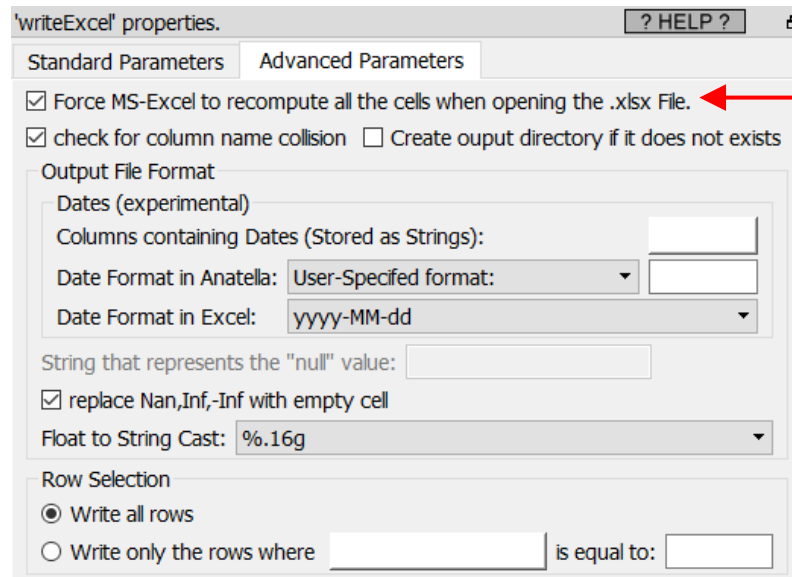 'writeExcel' properties. ? HELP ?
Standard Parameters Advanced Parameters
Force MS-Excel to recompute all the cells when opening the .xlsx File.
check for column name collision Create ouput directory if it does not exists
Output File Format
Dates (experimental)
Columns containing Dates (Stored as Strings):
Date Format in Anatella: User-Specifed format:
Date Format in Excel: yyyy-MM-dd
String that represents the "null" value:
replace Nan,Inf,-Inf with empty cell
Float to String Cast: %.16g
Row Selection
Write all rows
Write only the rows where is equal to: